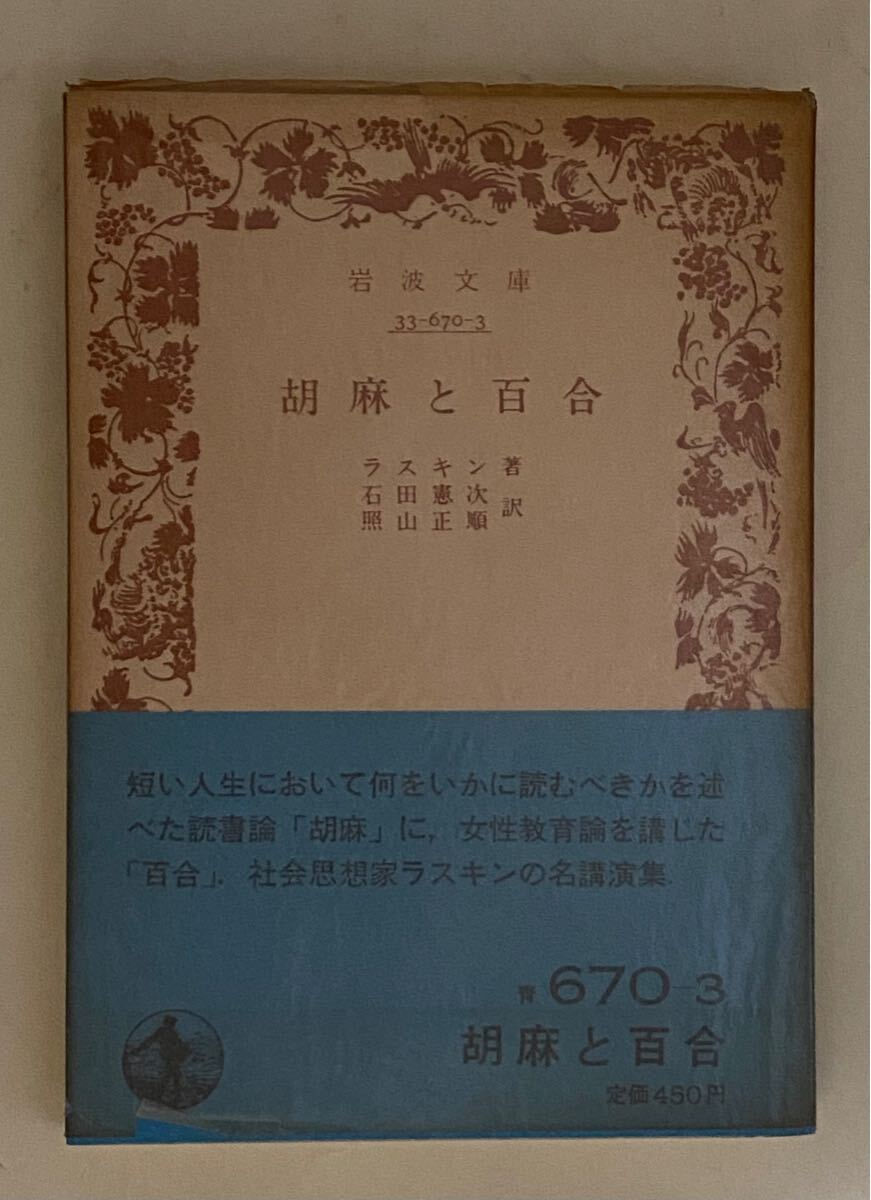 岩波文庫
33-670-3
胡麻と百合
ラスキン著
石田憲次
照山正順 訳
短い人生において何をいかに読むべきかを述
べた読書論「胡麻」に，女性教育論を講じた
「百合」．社会思想家ラスキンの名講演集．
青 670-3
胡麻と百合
定価450円